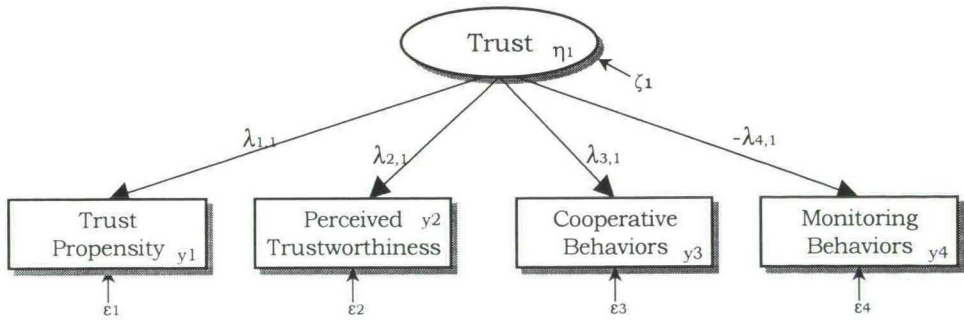 Trust η1
ζ1
λ1,1
λ2,1
λ3,1
-λ4,1
Trust
Propensity y1
Perceived y2
Trustworthiness
Cooperative
Behaviors y3
Monitoring
Behaviors y4
ε1
ε2
ε3
ε4